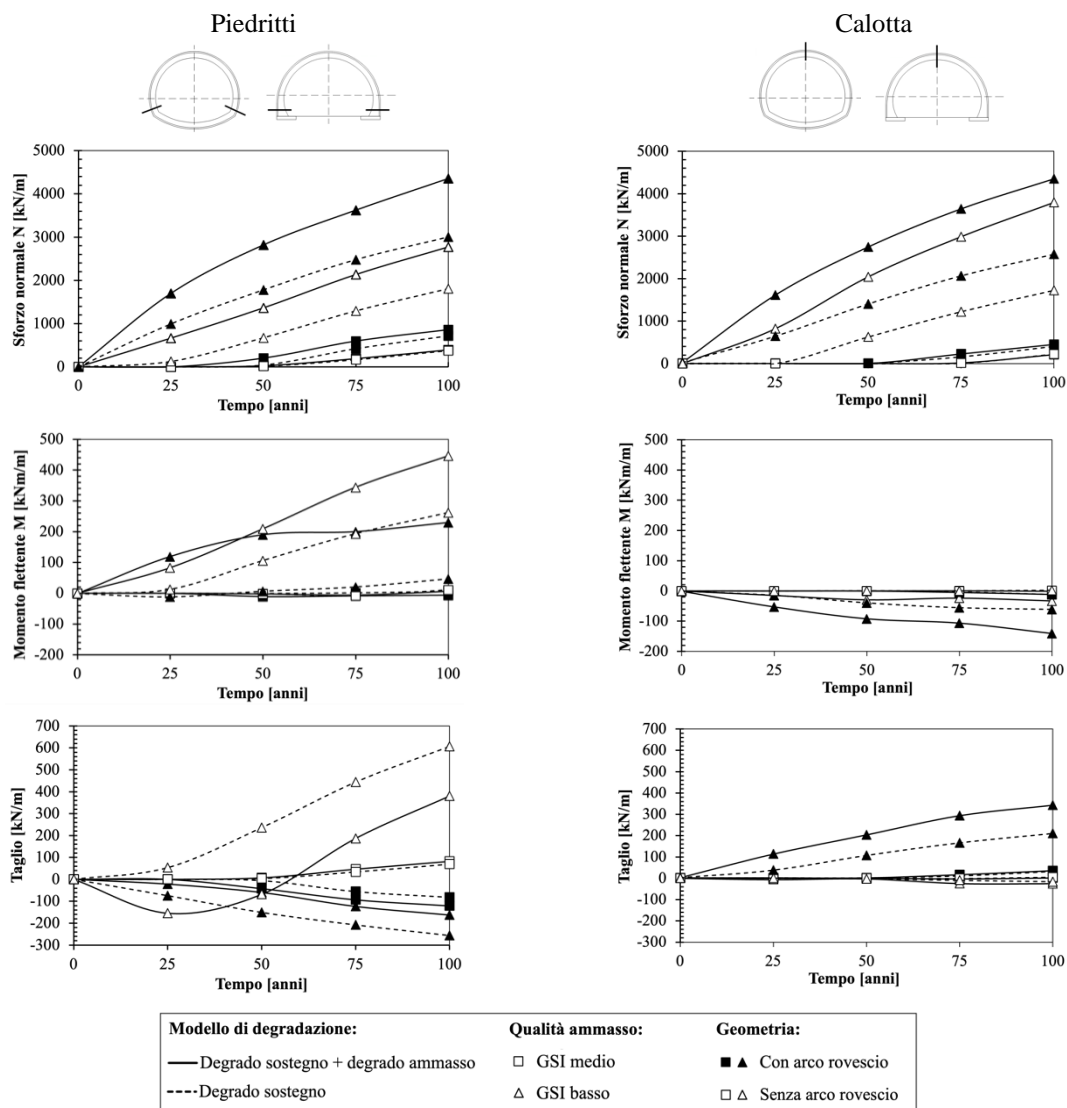 Piedritti
Calotta
Sforzo normale N [kN/m]
5000
4000
3000
2000
1000
0
0 25 50 75 100
Tempo [anni]
Sforzo normale N [kN/m]
5000
4000
3000
2000
1000
0
0 25 50 75 100
Tempo [anni]
Momento flettente M [kNm/m]
500
400
300
200
100
0
-100
-200
0 25 50 75 100
Tempo [anni]
Momento flettente M [kNm/m]
500
400
300
200
100
0
-100
-200
0 25 50 75 100
Tempo [anni]
Taglio [kN/m]
700
600
500
400
300
200
100
0
-100
-200
-300
0 25 50 75 100
Tempo [anni]
Taglio [kN/m]
700
600
500
400
300
200
100
0
-100
-200
-300
0 25 50 75 100
Tempo [anni]
Modello di degradazione: Qualità ammasso: Geometria:
Degrado sostegno + degrado ammasso GSI medio Con arco rovescio
Degrado sostegno GSI basso Senza arco rovescio